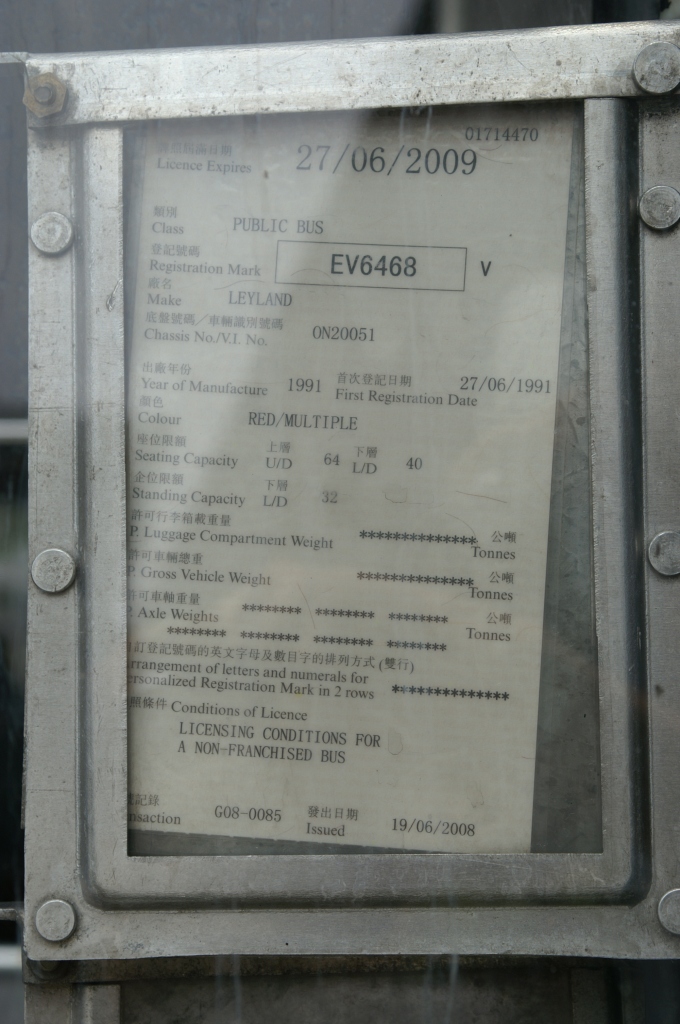 01714470
牌照屆滿日期
Licence Expires 27/06/2009
類別
Class PUBLIC BUS
登記號碼
Registration Mark EV6468 V
廠名
Make LEYLAND
底盤號碼／車輛識別號碼
Chassis No./V.I. No. ON20051
出廠年份 首次登記日期
Year of Manufacture 1991 First Registration Date 27/06/1991
顏色
Colour RED/MULTIPLE
座位限額 上層 下層
Seating Capacity U/D 64 L/D 40
企位限額 下層
Standing Capacity L/D 32
許可行李箱載重量 公噸
P. Luggage Compartment Weight ************** Tonnes
許可車輛總重 公噸
P. Gross Vehicle Weight ************** Tonnes
許可車軸重量 公噸
P. Axle Weights ******** ******** ******** Tonnes
******** ******** ******** ********
訂登記號碼的英文字母及數目字的排列方式 (雙行)
rrangement of letters and numerals for
ersonalized Registration Mark in 2 rows **************
照條件 Conditions of Licence
LICENSING CONDITIONS FOR
A NON-FRANCHISED BUS
登記錄 發出日期
nsaction G08-0085 Issued 19/06/2008